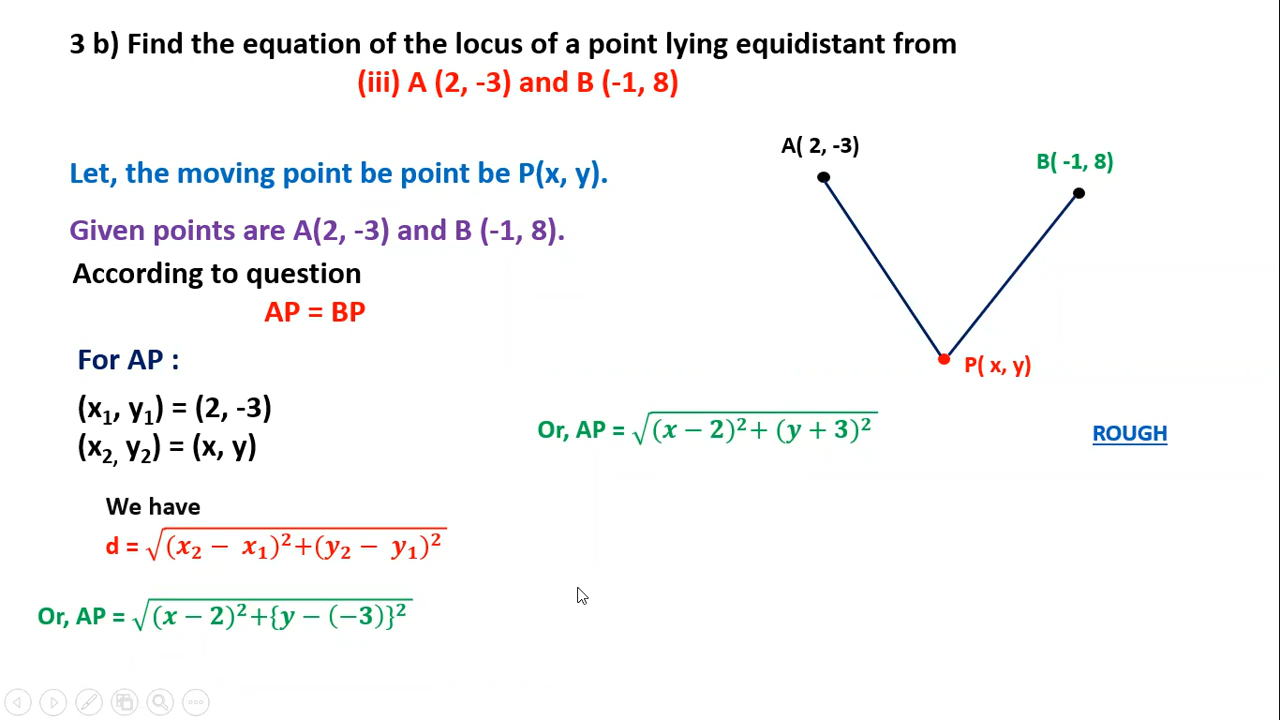 3 b) Find the equation of the locus of a point lying equidistant from
(iii) A (2, -3) and B (-1, 8)
Let, the moving point be point be P(x, y).
Given points are A(2, -3) and B (-1, 8).
According to question
AP = BP
For AP :
(x₁, y₁) = (2, -3)
(x₂, y₂) = (x, y)
We have
d = √(x₂ − x₁)²+(y₂ − y₁)²
Or, AP = √(x − 2)²+{y − (−3)}²
A( 2, -3)
B( -1, 8)
P( x, y)
Or, AP = √(x − 2)²+ (y + 3)²
ROUGH